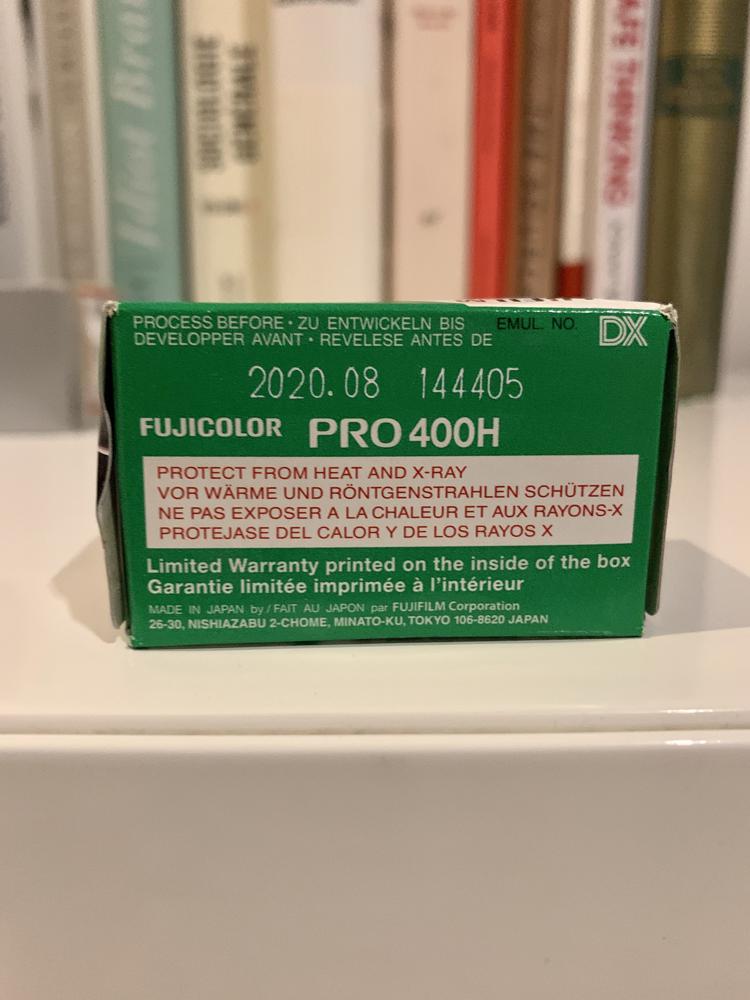 Idiot Brain
THINKING
PROCESS BEFORE • ZU ENTWICKELN BIS
DEVELOPPER AVANT • REVELESE ANTES DE
EMUL. NO.
DX
2020.08 144405
FUJICOLOR PRO 400H
PROTECT FROM HEAT AND X-RAY
VOR WÄRME UND RÖNTGENSTRAHLEN SCHÜTZEN
NE PAS EXPOSER A LA CHALEUR ET AUX RAYONS-X
PROTEJASE DEL CALOR Y DE LOS RAYOS X
Limited Warranty printed on the inside of the box
Garantie limitée imprimée à l'intérieur
MADE IN JAPAN by / FAIT AU JAPON par FUJIFILM Corporation
26-30, NISHIAZABU 2-CHOME, MINATO-KU, TOKYO 106-8620 JAPAN